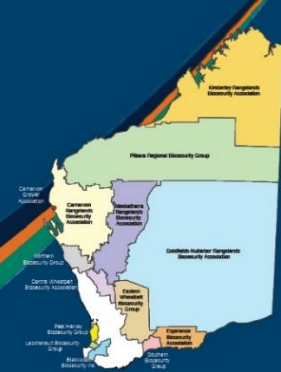 Kimberley Rangelands
Biosecurity Association
Pilbara Regional Biosecurity Group
Carnarvon
Grower
Association
Carnarvon
Rangelands
Biosecurity
Association
Meekatharra
Rangelands
Biosecurity
Association
Goldfields Nullarbor Rangelands
Biosecurity Association
Northern
Biosecurity Group
Central Wheatbelt
Biosecurity Association
Eastern
Wheatbelt
Biosecurity
Group
Peel Harvey
Biosecurity Group
Leschenault Biosecurity
Group
Blackwood
Biosecurity Inc
Southern
Biosecurity
Group
Esperance
Biosecurity
Association